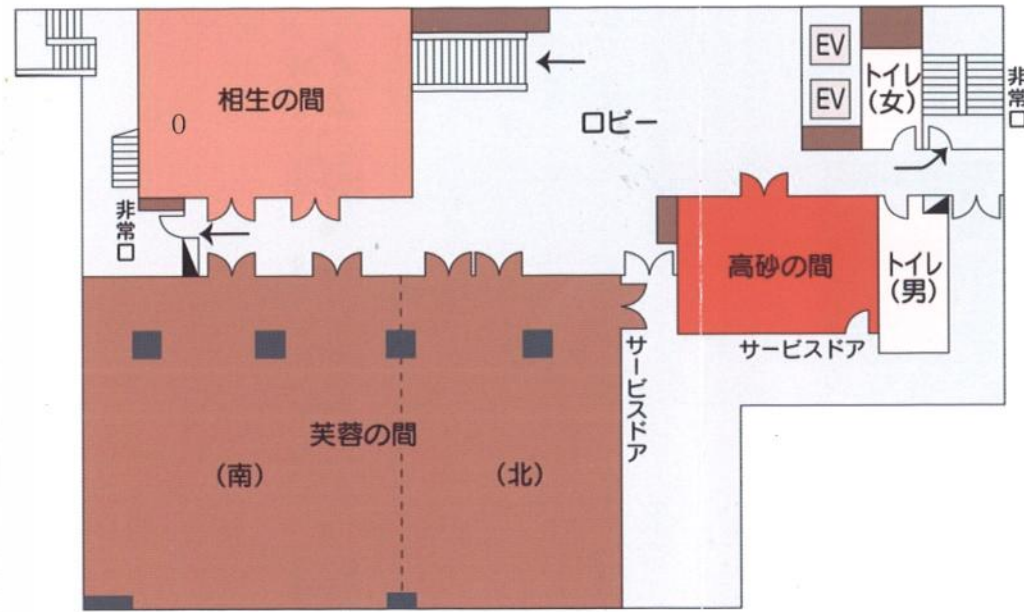 相生の間
0
ロビー
EV
EV
トイレ
(女)
非常口
非常口
高砂の間
トイレ
(男)
サービスドア
サービスドア
芙蓉の間
(南)
(北)